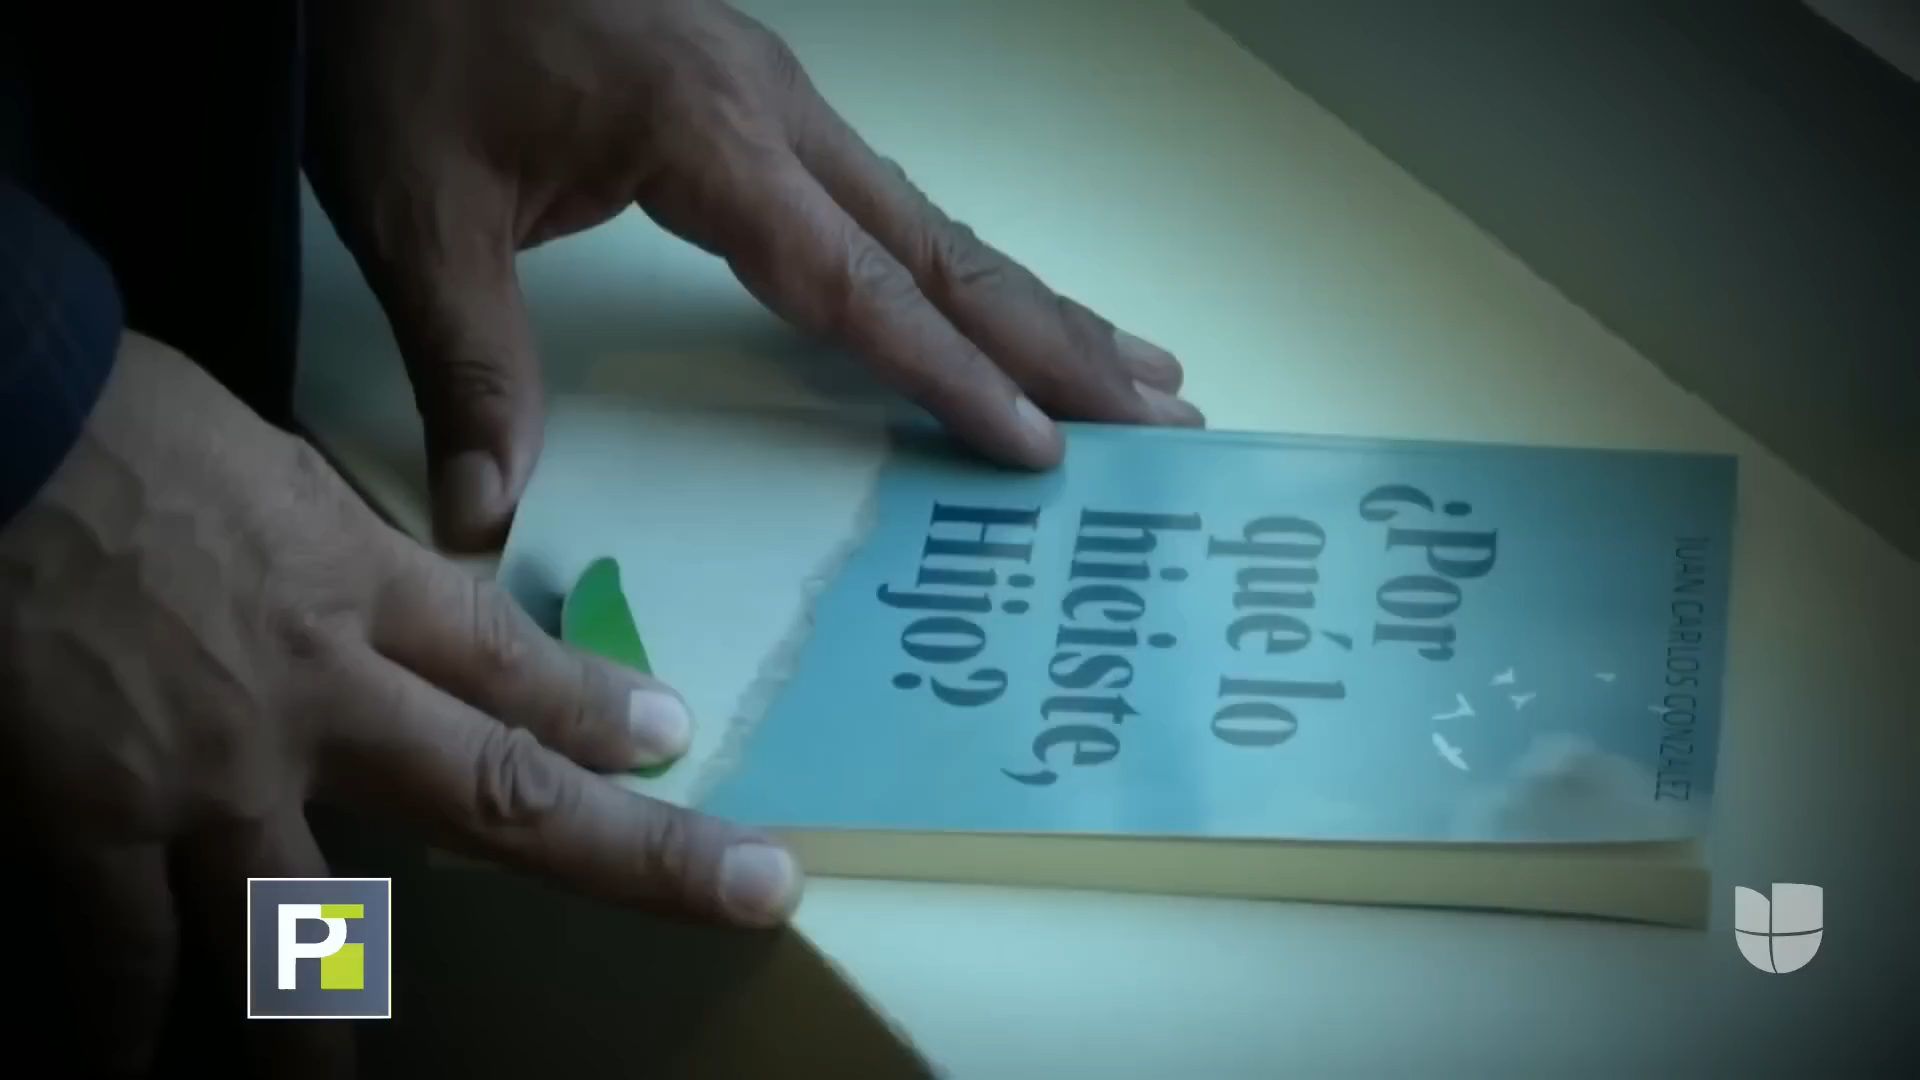 JUAN CARLOS GONZÁLEZ
¿Por
qué lo
hiciste,
Hijo?
P